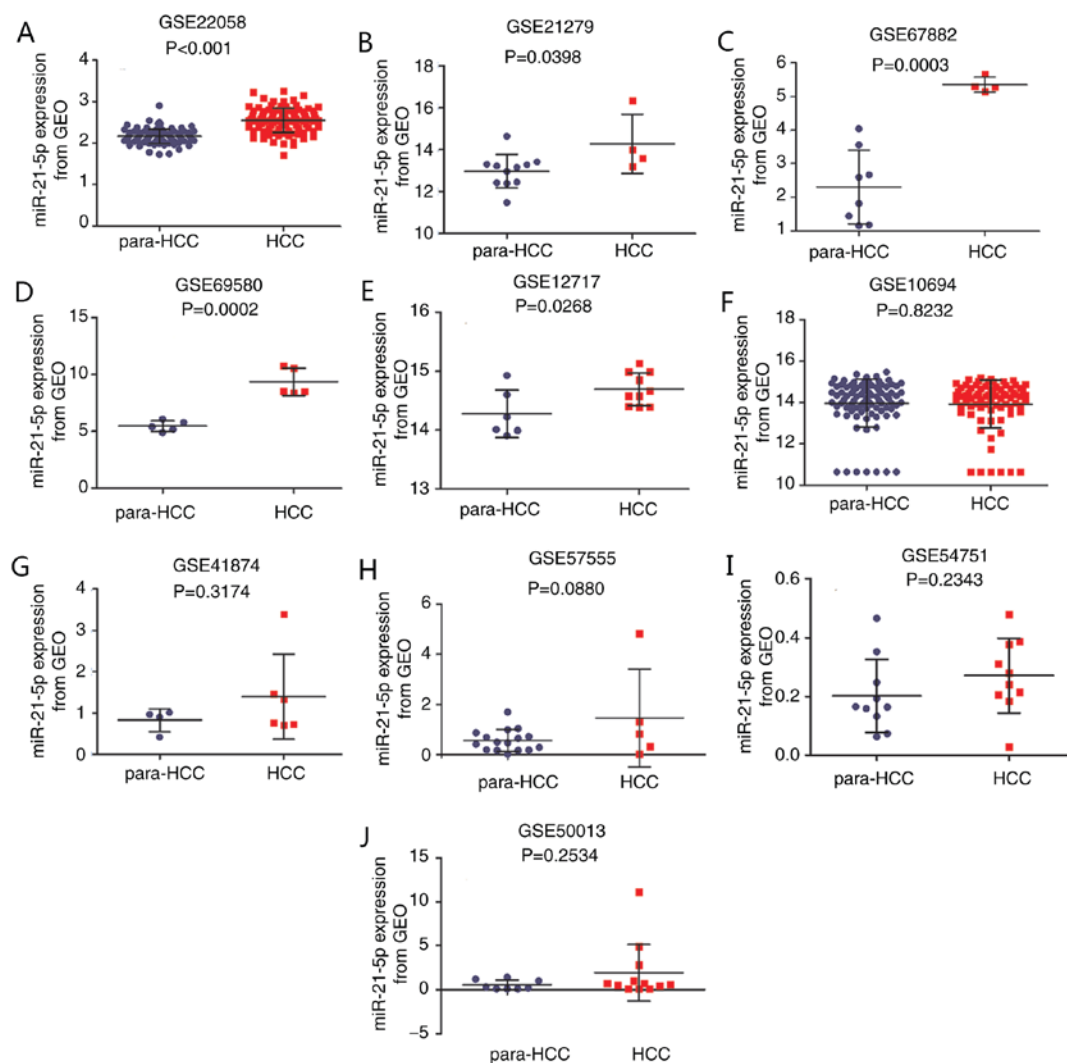 A
GSE22058
P<0.001
miR-21-5p expression
from GEO
4
3
2
1
0
para-HCC
HCC
B
GSE21279
P=0.0398
miR-21-5p expression
from GEO
18
16
14
12
10
para-HCC
HCC
C
GSE67882
P=0.0003
miR-21-5p expression
from GEO
6
5
4
3
2
1
para-HCC
HCC
D
GSE69580
P=0.0002
miR-21-5p expression
from GEO
15
10
5
0
para-HCC
HCC
E
GSE12717
P=0.0268
miR-21-5p expression
from GEO
16
15
14
13
para-HCC
HCC
F
GSE10694
P=0.8232
miR-21-5p expression
from GEO
18
16
14
12
10
para-HCC
HCC
G
GSE41874
P=0.3174
miR-21-5p expression
from GEO
4
3
2
1
0
para-HCC
HCC
H
GSE57555
P=0.0880
miR-21-5p expression
from GEO
6
4
2
0
para-HCC
HCC
I
GSE54751
P=0.2343
miR-21-5p expression
from GEO
0.6
0.4
0.2
0.0
para-HCC
HCC
J
GSE50013
P=0.2534
miR-21-5p expression
from GEO
15
10
5
0
−5
para-HCC
HCC